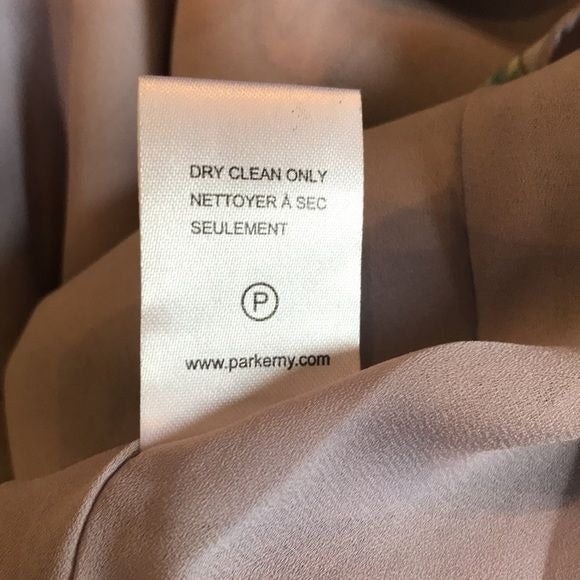 DRY CLEAN ONLY
NETTOYER À SEC
SEULEMENT
P
www.parkerny.com